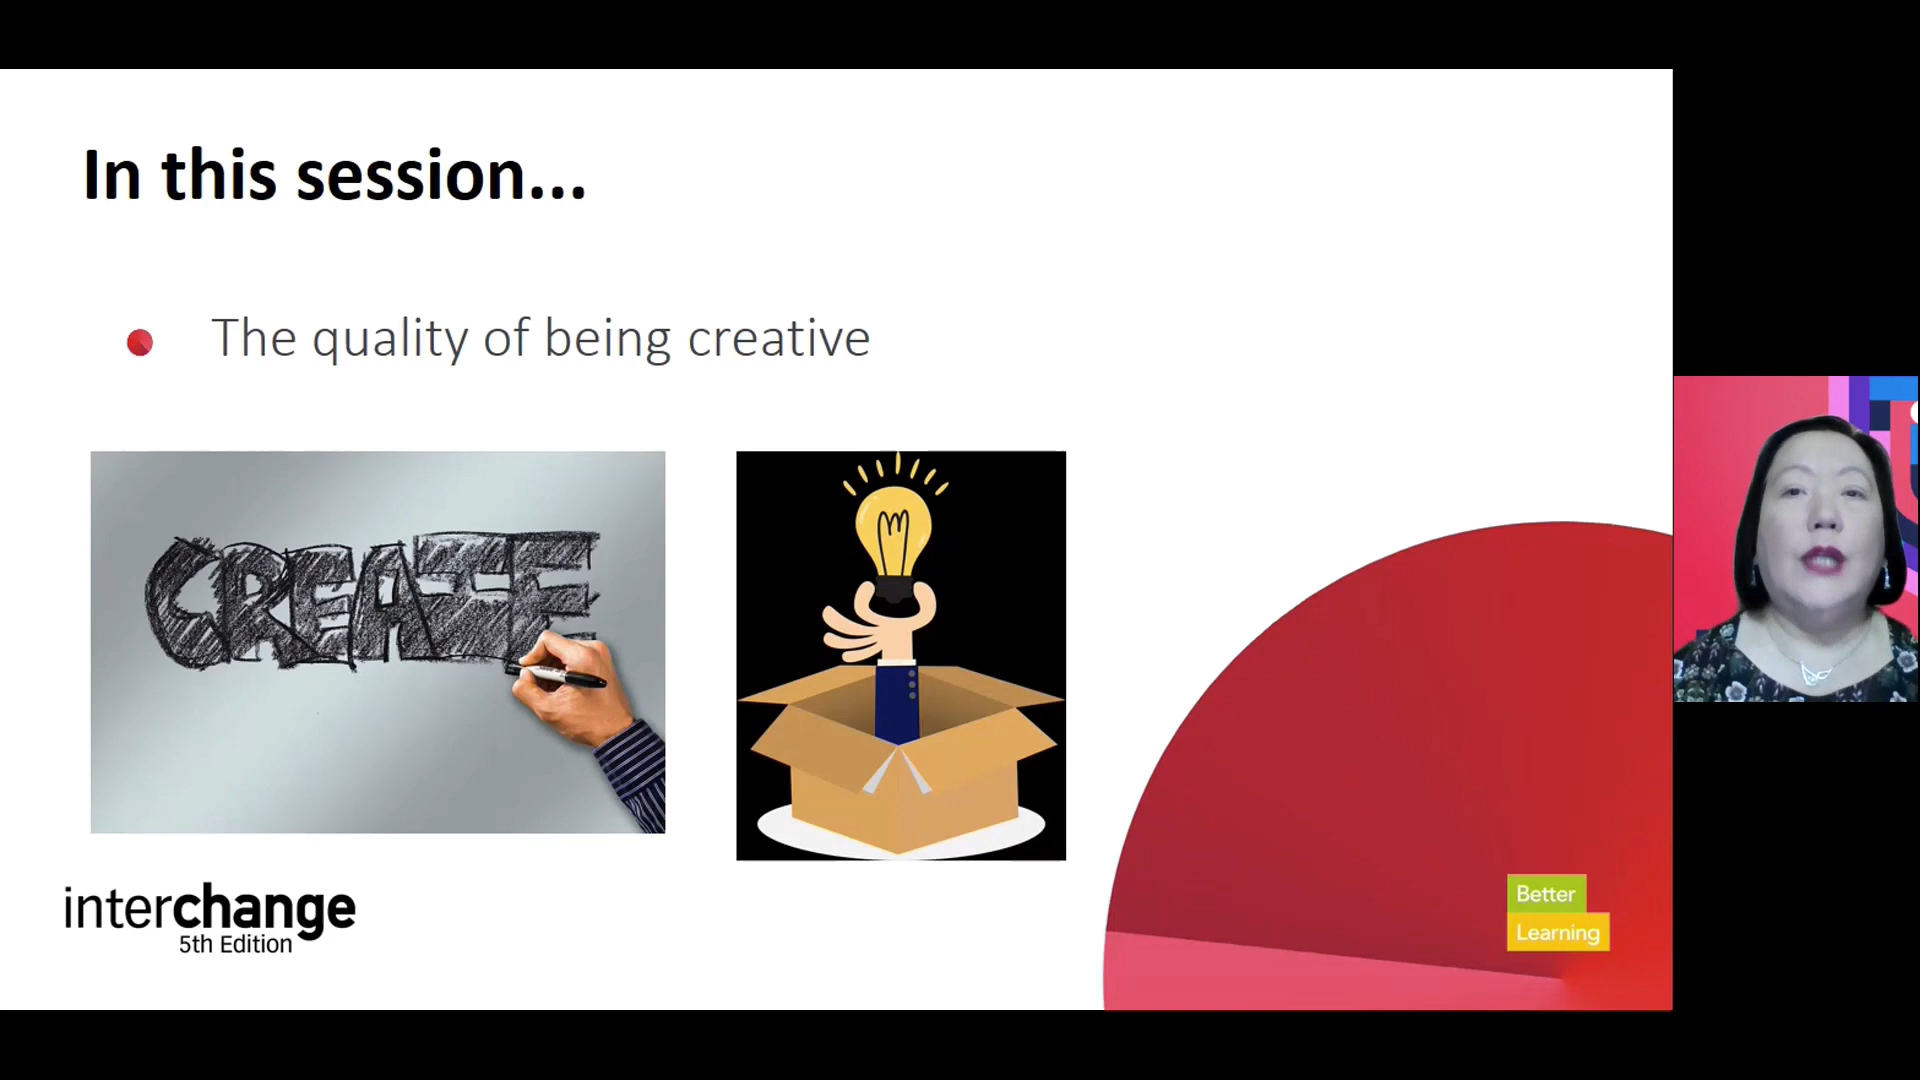 In this session...
The quality of being creative
CREATE
interchange
5th Edition
Better
Learning